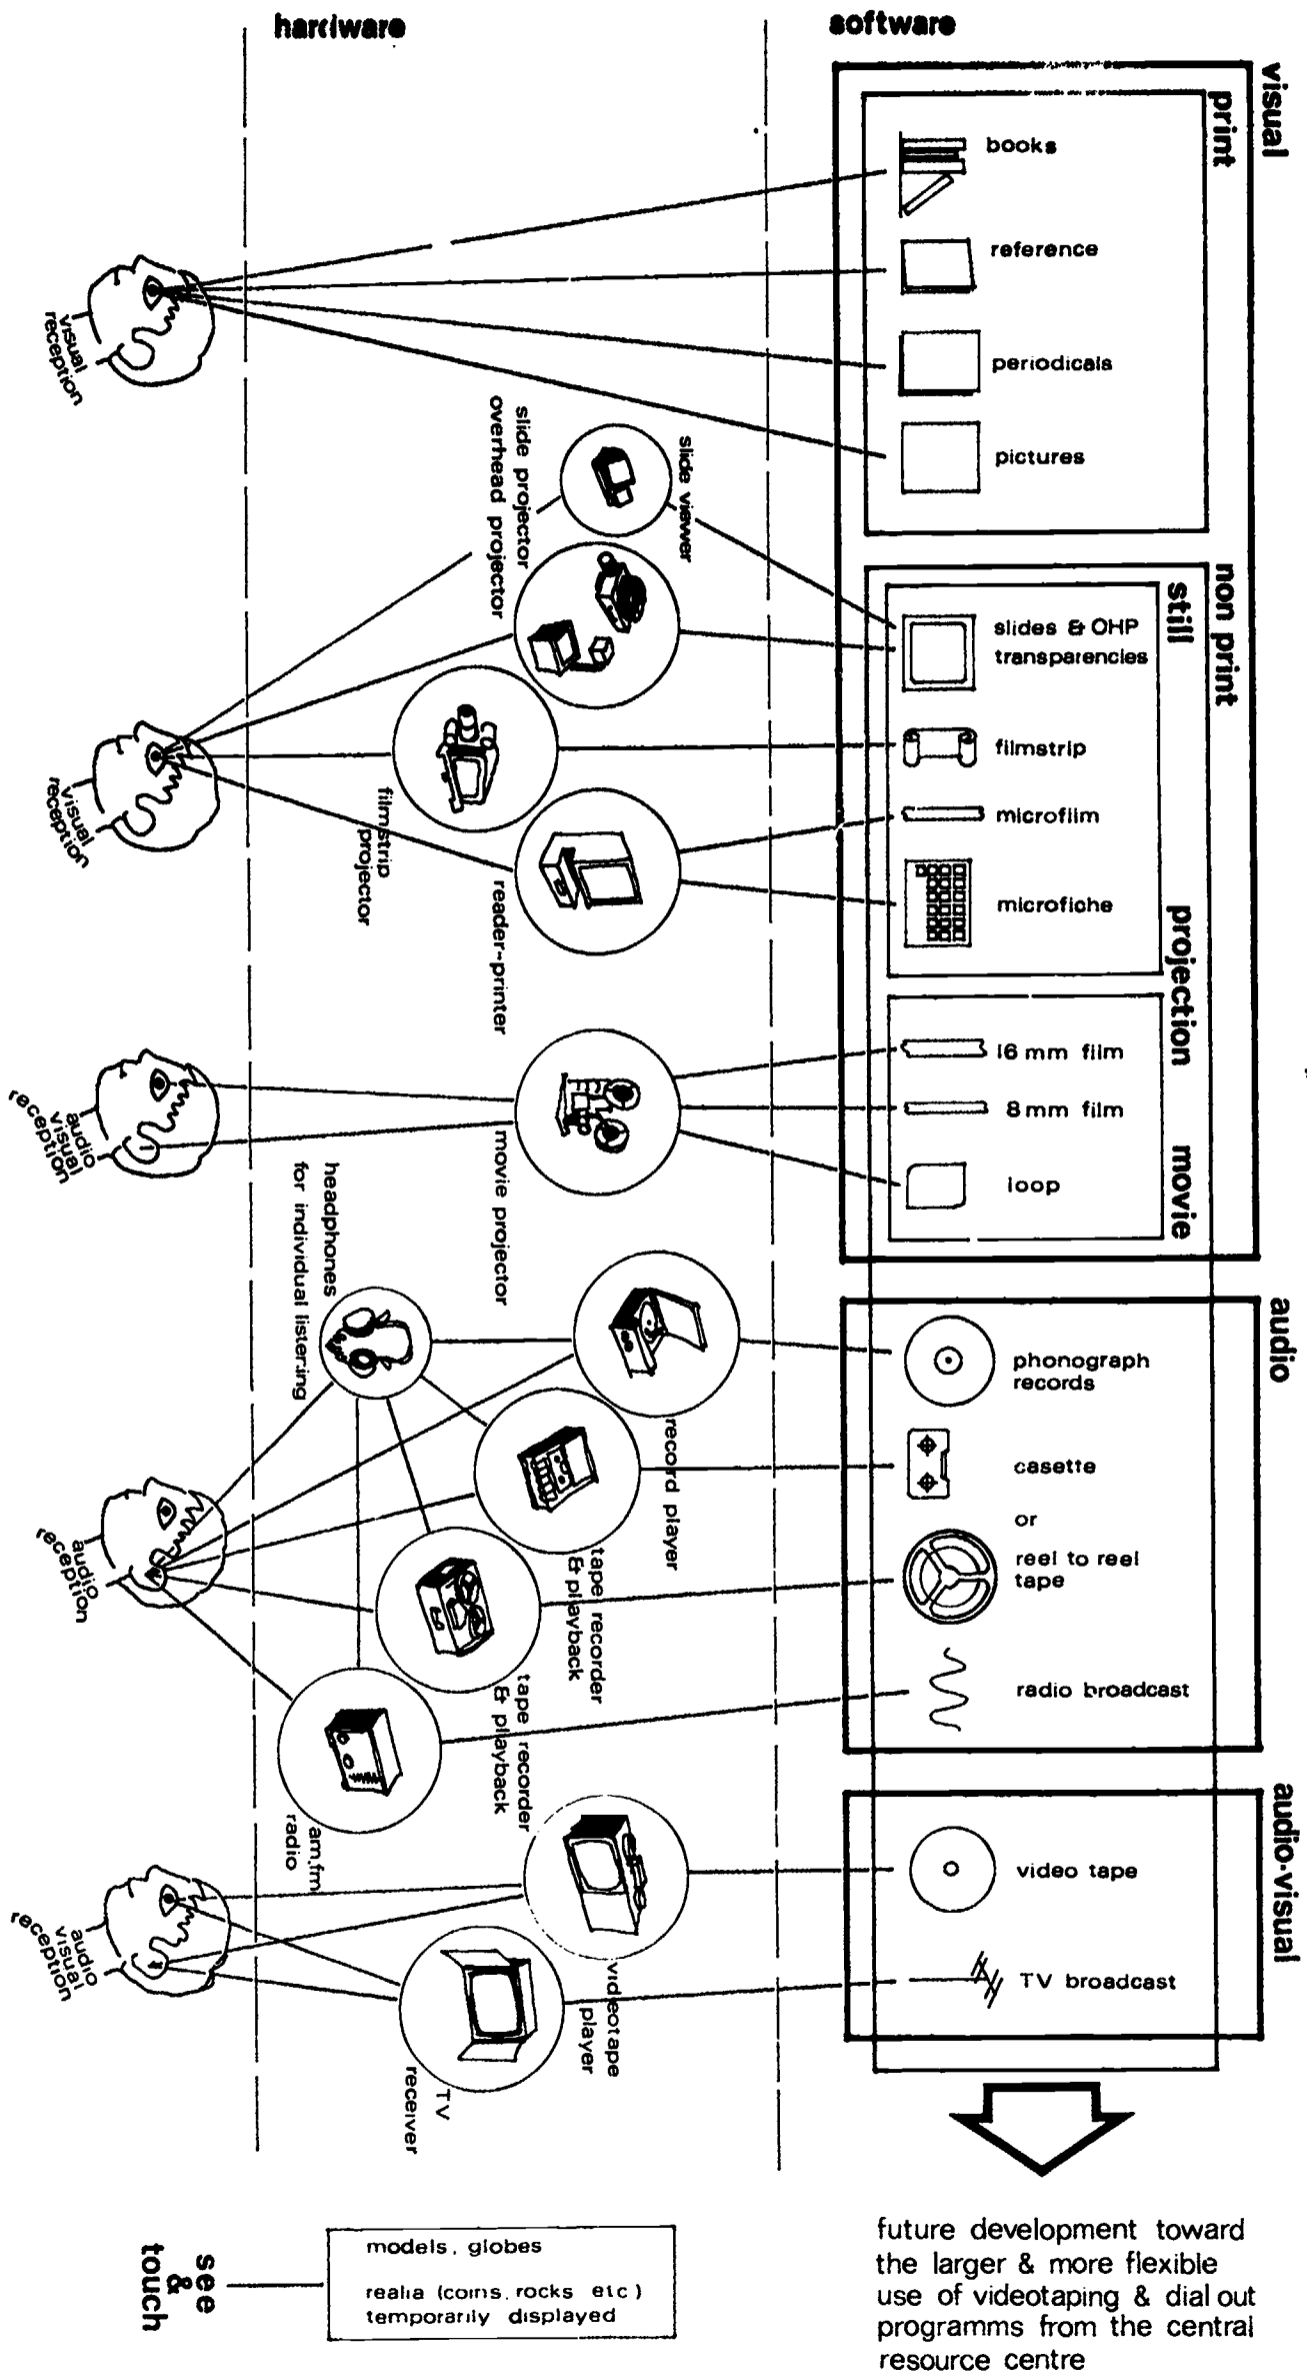 hardware
software
visual
print
books
reference
periodicals
pictures
visual
reception
non print
still
slides & OHP
transparencies
filmstrip
microfilm
microfiche
slide viewer
slide projector
overhead projector
filmstrip
projector
reader-printer
visual
reception
projection
movie
16 mm film
8 mm film
loop
movie projector
audio
visual
reception
audio
phonograph
records
casette
or
reel to reel
tape
radio broadcast
headphones
for individual listening
record player
tape recorder
& playback
tape recorder
& playback
am.fm
radio
audio
reception
audio-visual
video tape
TV broadcast
videotape
player
TV
receiver
audio
visual
reception
see
&
touch
models, globes
realia (coins, rocks etc)
temporarily displayed
future development toward
the larger & more flexible
use of videotaping & dial out
programms from the central
resource centre